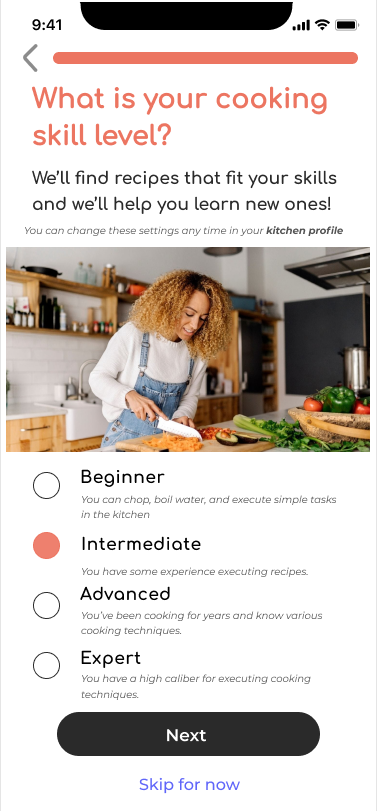 9:41
What is your cooking
skill level?
We’ll find recipes that fit your skills
and we’ll help you learn new ones!
You can change these settings any time in your kitchen profile
Beginner
You can chop, boil water, and execute simple tasks
in the kitchen
Intermediate
You have some experience executing recipes.
Advanced
You’ve been cooking for years and know various
cooking techniques.
Expert
You have a high caliber for executing cooking
techniques.
Next
Skip for now